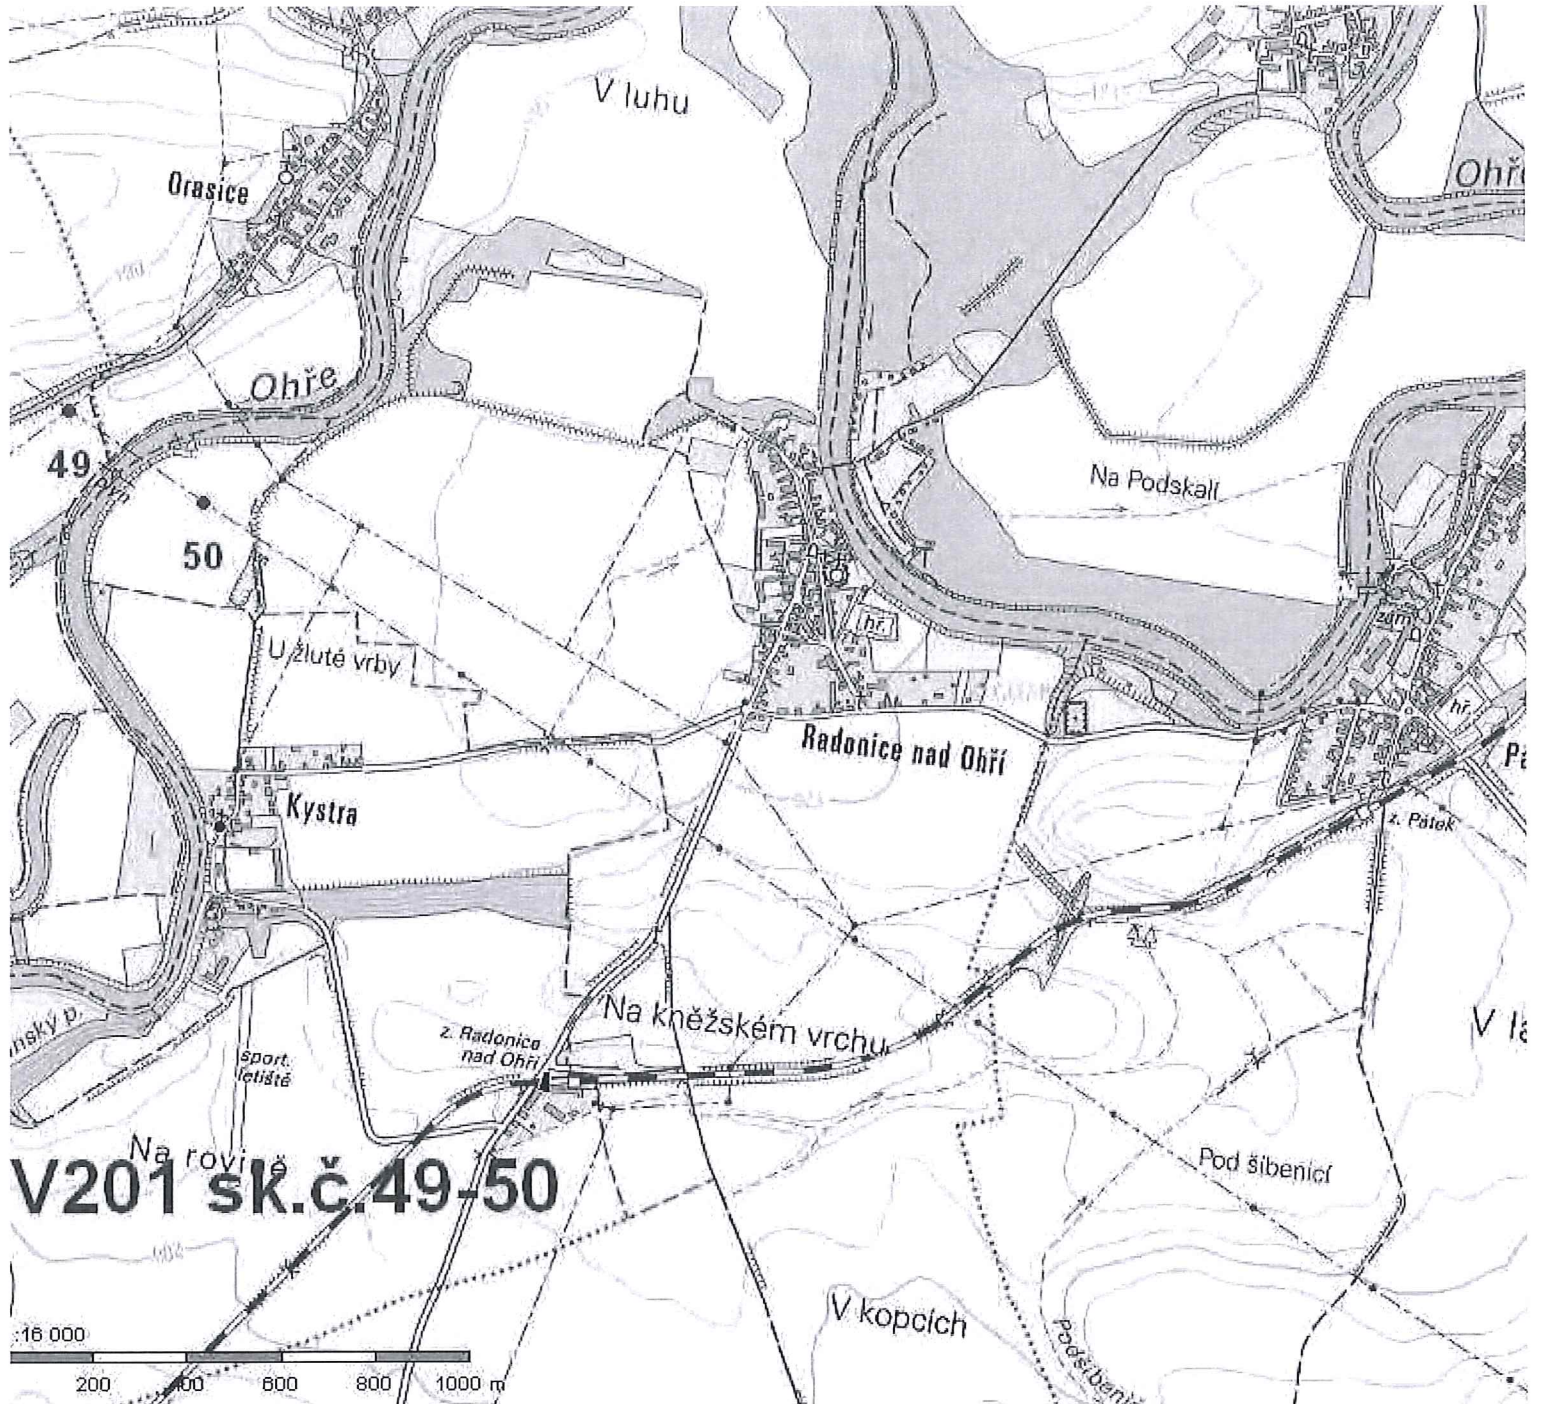 V luhu
Orasice
Ohře
Ohře
49
50
Na Podskalí
hř.
zám.
U žluté vrby
hř.
Radonice nad Ohří
Kystra
z. Pátek
Na kněžském vrchu
z. Radonice
nad Ohří
nský p.
sport.
letiště
Na rovině
V201 sk.č.49-50
Pod šibenicí
V kopcích
:16 000
200 400 600 800 1000 m